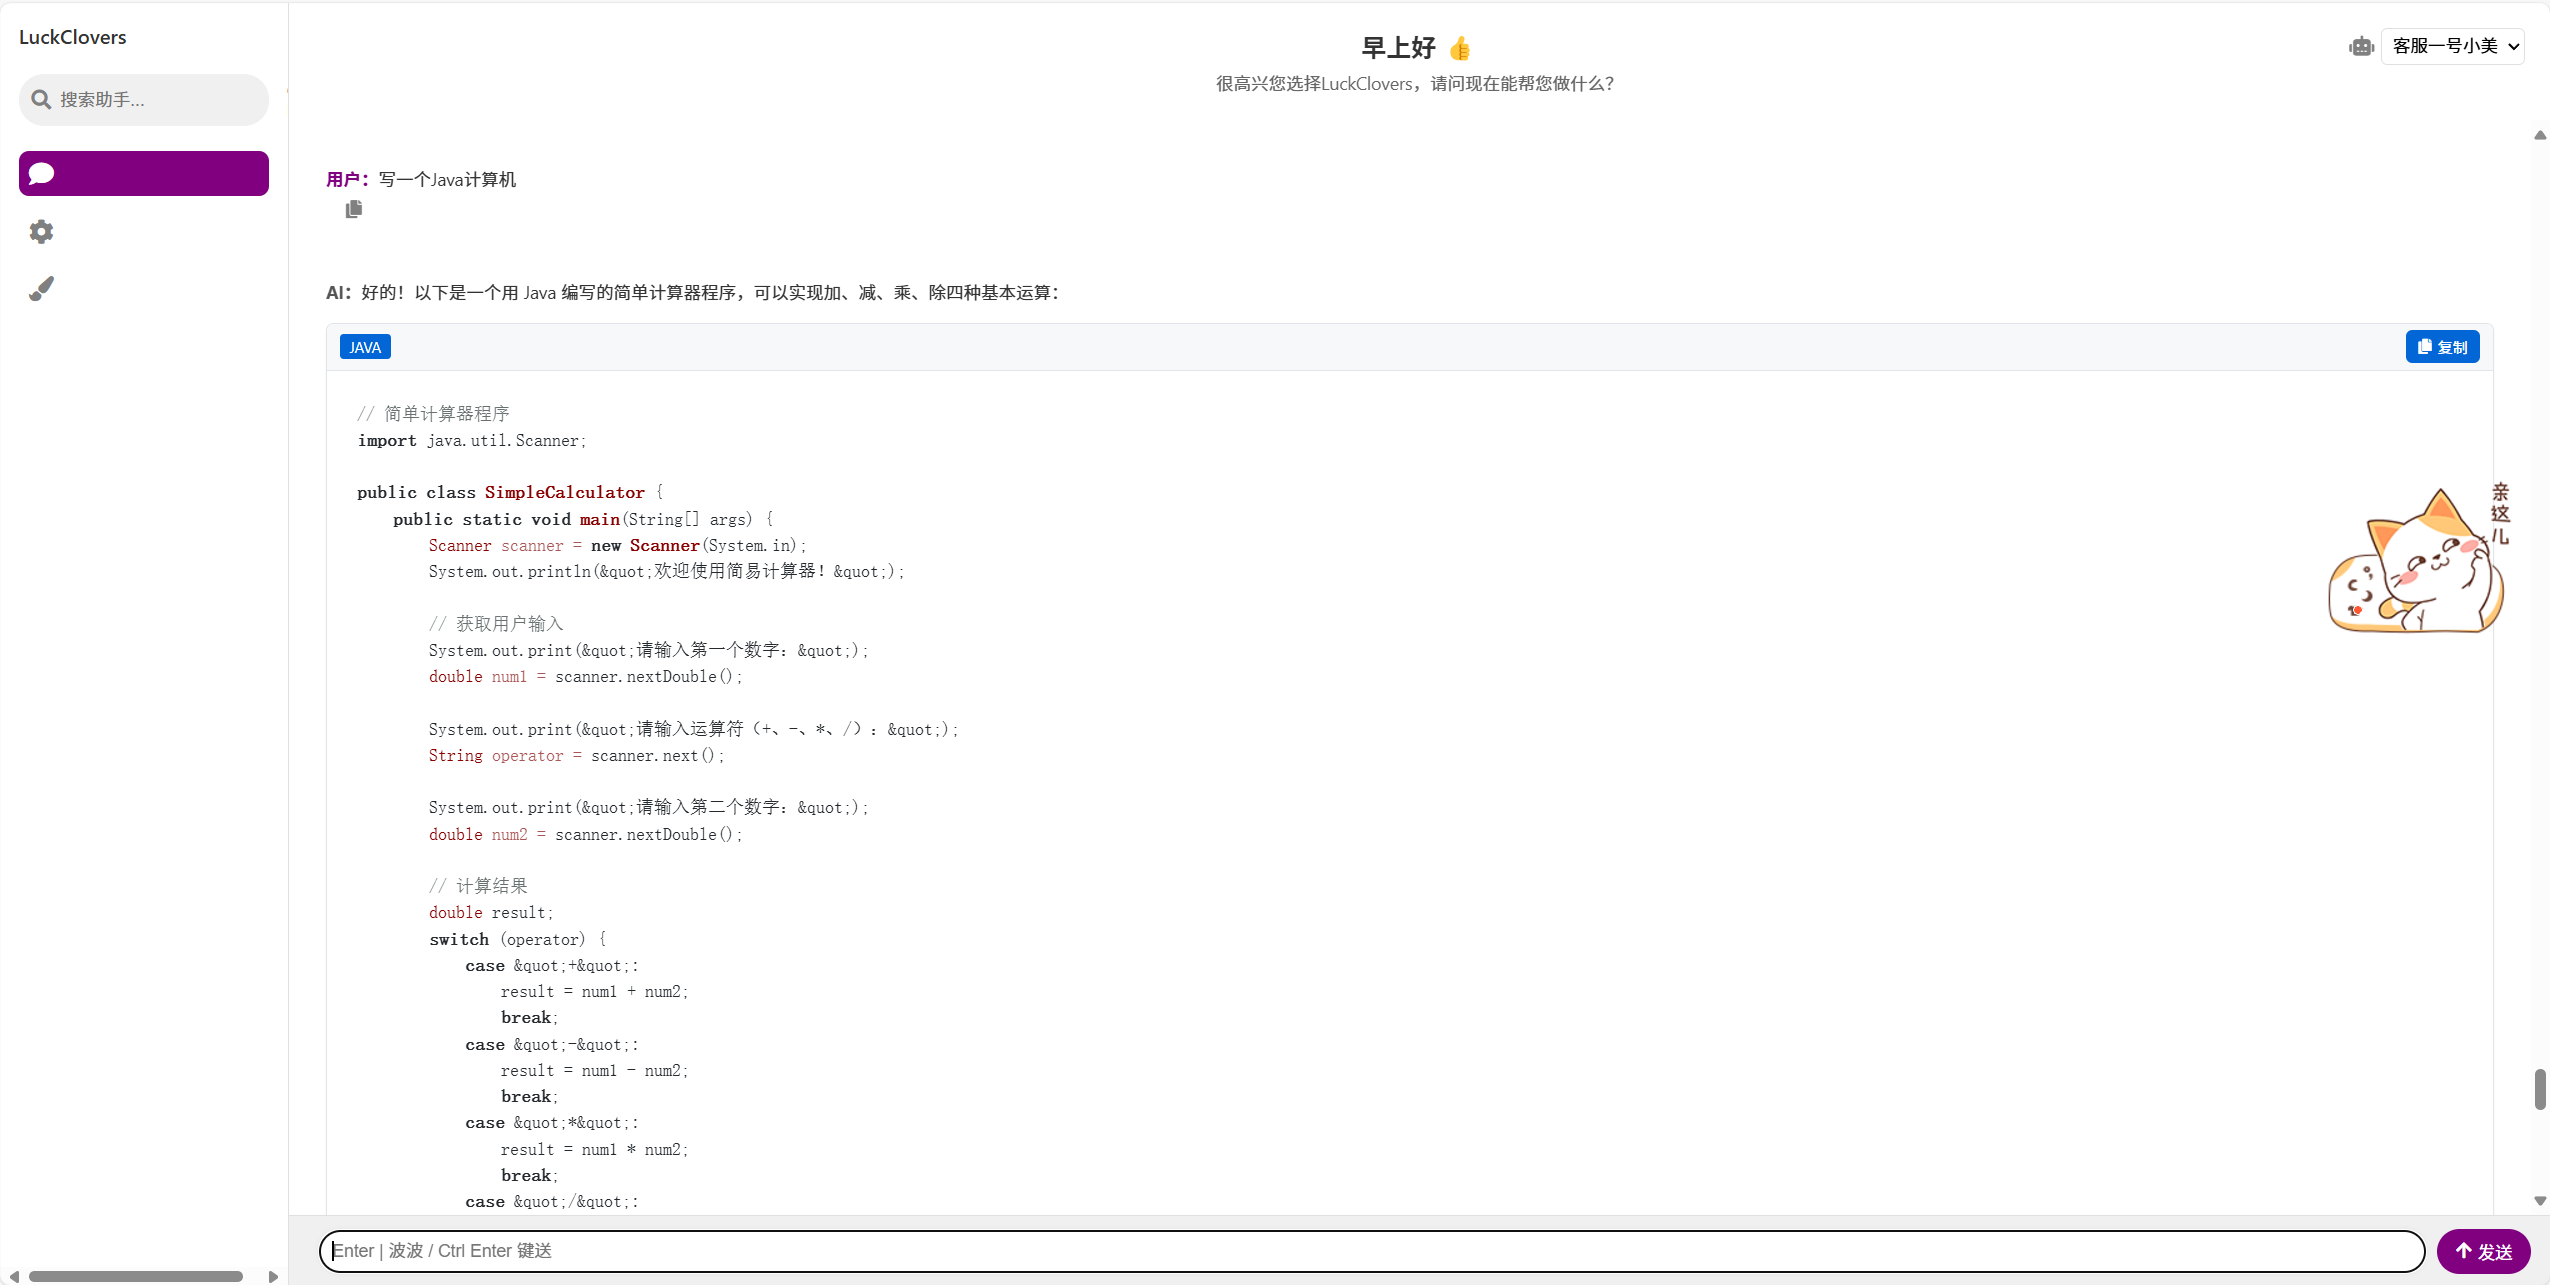 LuckClovers
搜索助手...
早上好 👍
很高兴您选择LuckClovers，请问现在能帮您做什么？
客服一号小美
用户：写一个Java计算机
AI：好的！以下是一个用 Java 编写的简单计算器程序，可以实现加、减、乘、除四种基本运算：
JAVA
复制
// 简单计算器程序
import java.util.Scanner;
public class SimpleCalculator {
    public static void main(String[] args) {
        Scanner scanner = new Scanner(System.in);
        System.out.println(&quot;欢迎使用简易计算器！&quot;);
        // 获取用户输入
        System.out.print(&quot;请输入第一个数字：&quot;);
        double num1 = scanner.nextDouble();
        System.out.print(&quot;请输入运算符（+、-、*、/）：&quot;);
        String operator = scanner.next();
        System.out.print(&quot;请输入第二个数字：&quot;);
        double num2 = scanner.nextDouble();
        // 计算结果
        double result;
        switch (operator) {
            case &quot;+&quot;:
                result = num1 + num2;
                break;
            case &quot;-&quot;:
                result = num1 - num2;
                break;
            case &quot;*&quot;:
                result = num1 * num2;
                break;
            case &quot;/&quot;:
亲这儿
Enter | 波波 / Ctrl Enter 键送
发送